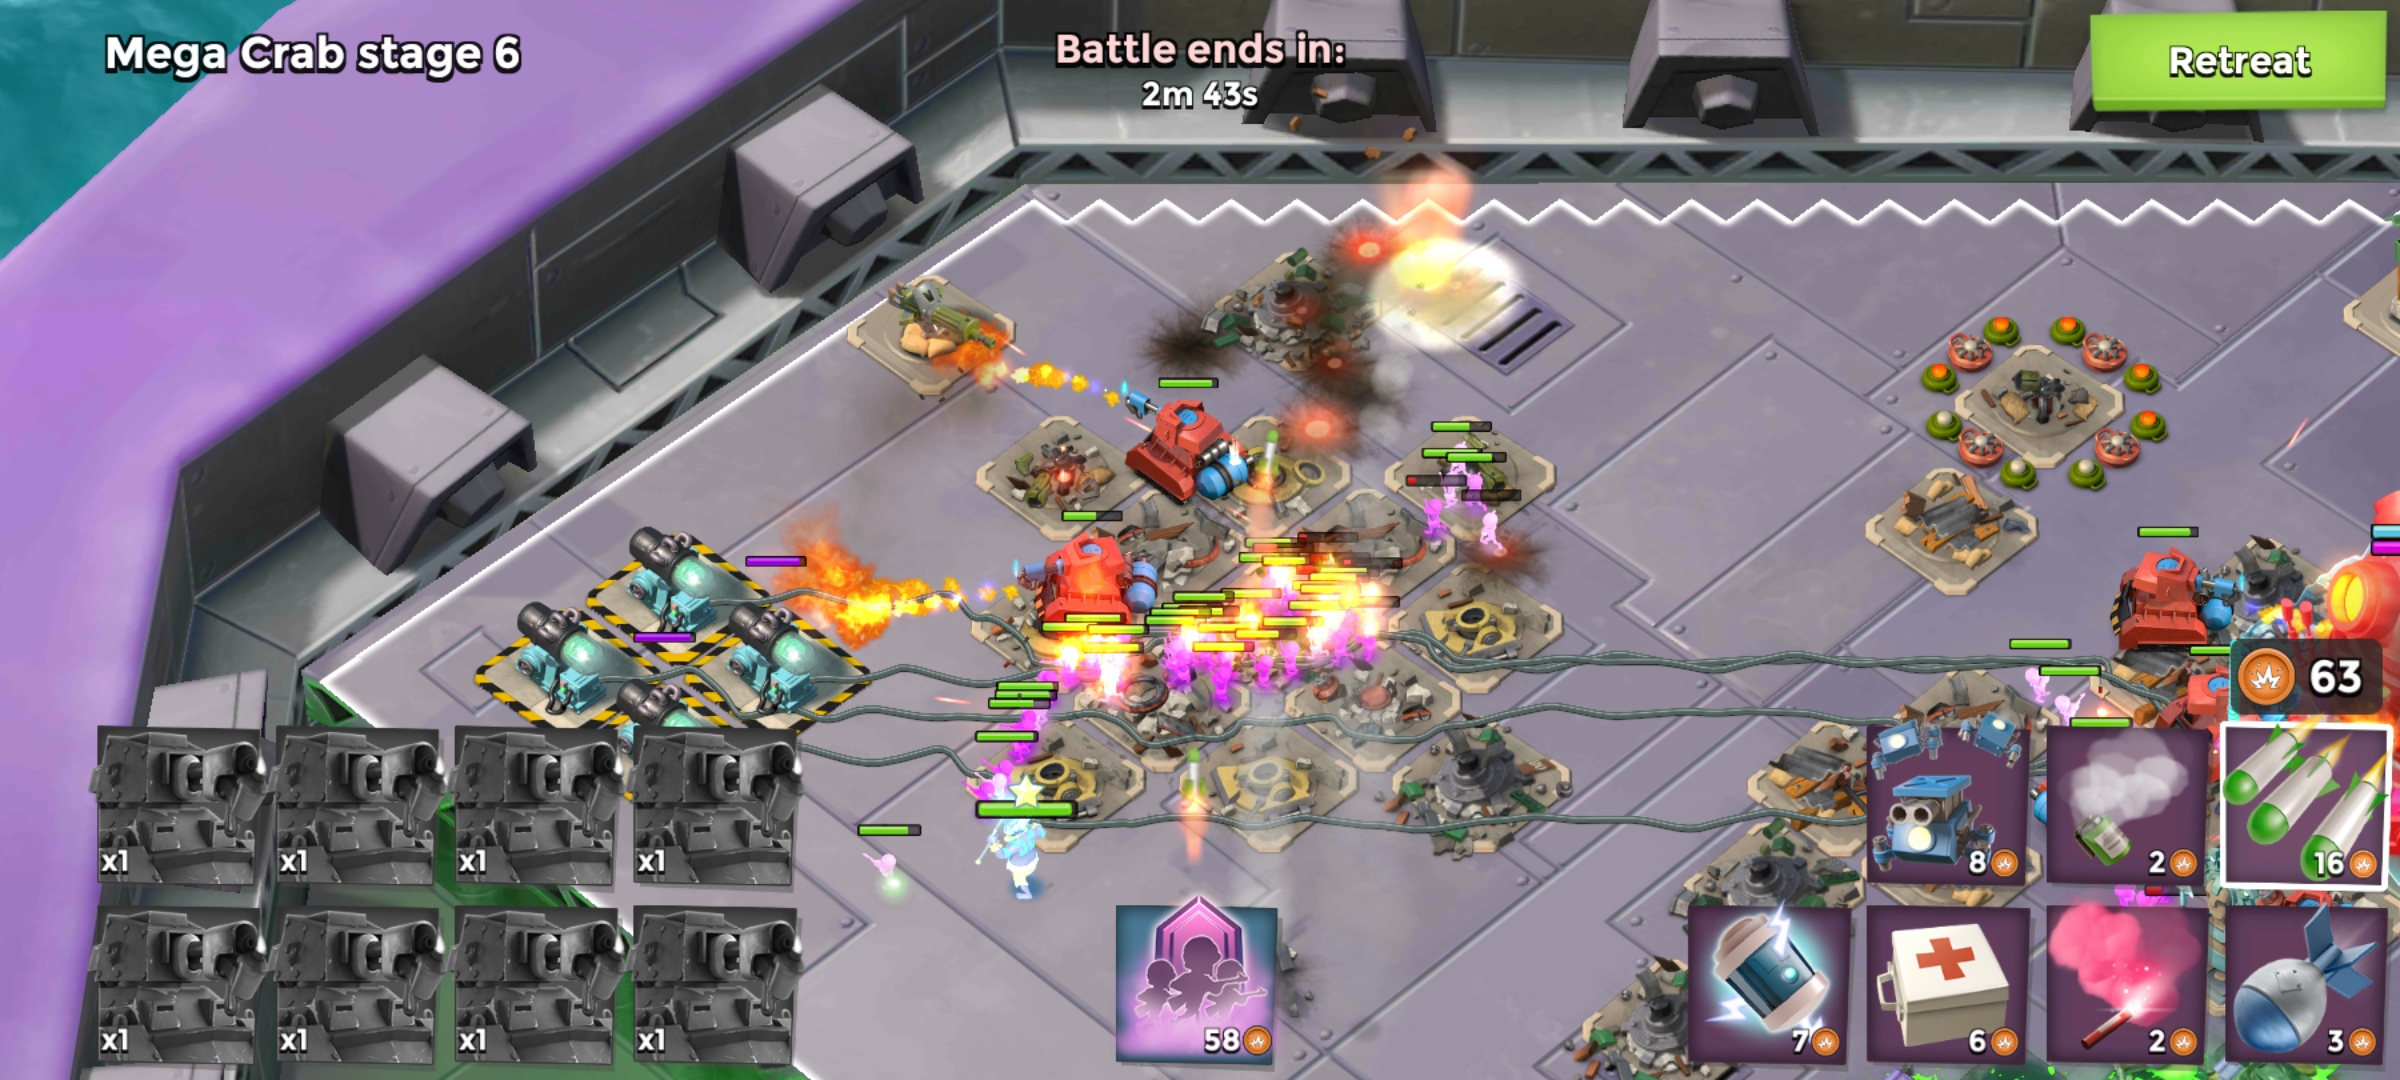 Mega Crab stage 6
Battle ends in:
2m 43s
Retreat
63
x1
x1
x1
x1
8
2
16
x1
x1
x1
x1
58
7
6
2
3